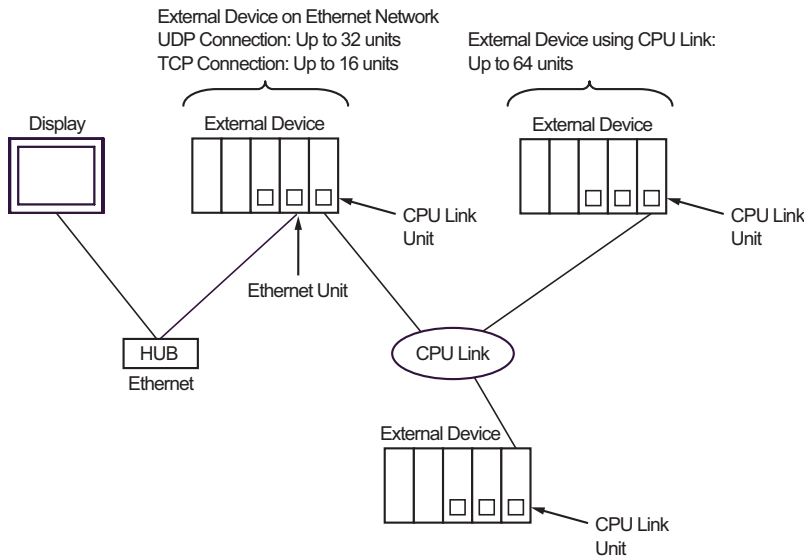 External Device on Ethernet Network
UDP Connection: Up to 32 units
TCP Connection: Up to 16 units
External Device using CPU Link:
Up to 64 units
Display
External Device
External Device
CPU Link
Unit
CPU Link
Unit
Ethernet Unit
HUB
Ethernet
CPU Link
External Device
CPU Link
Unit